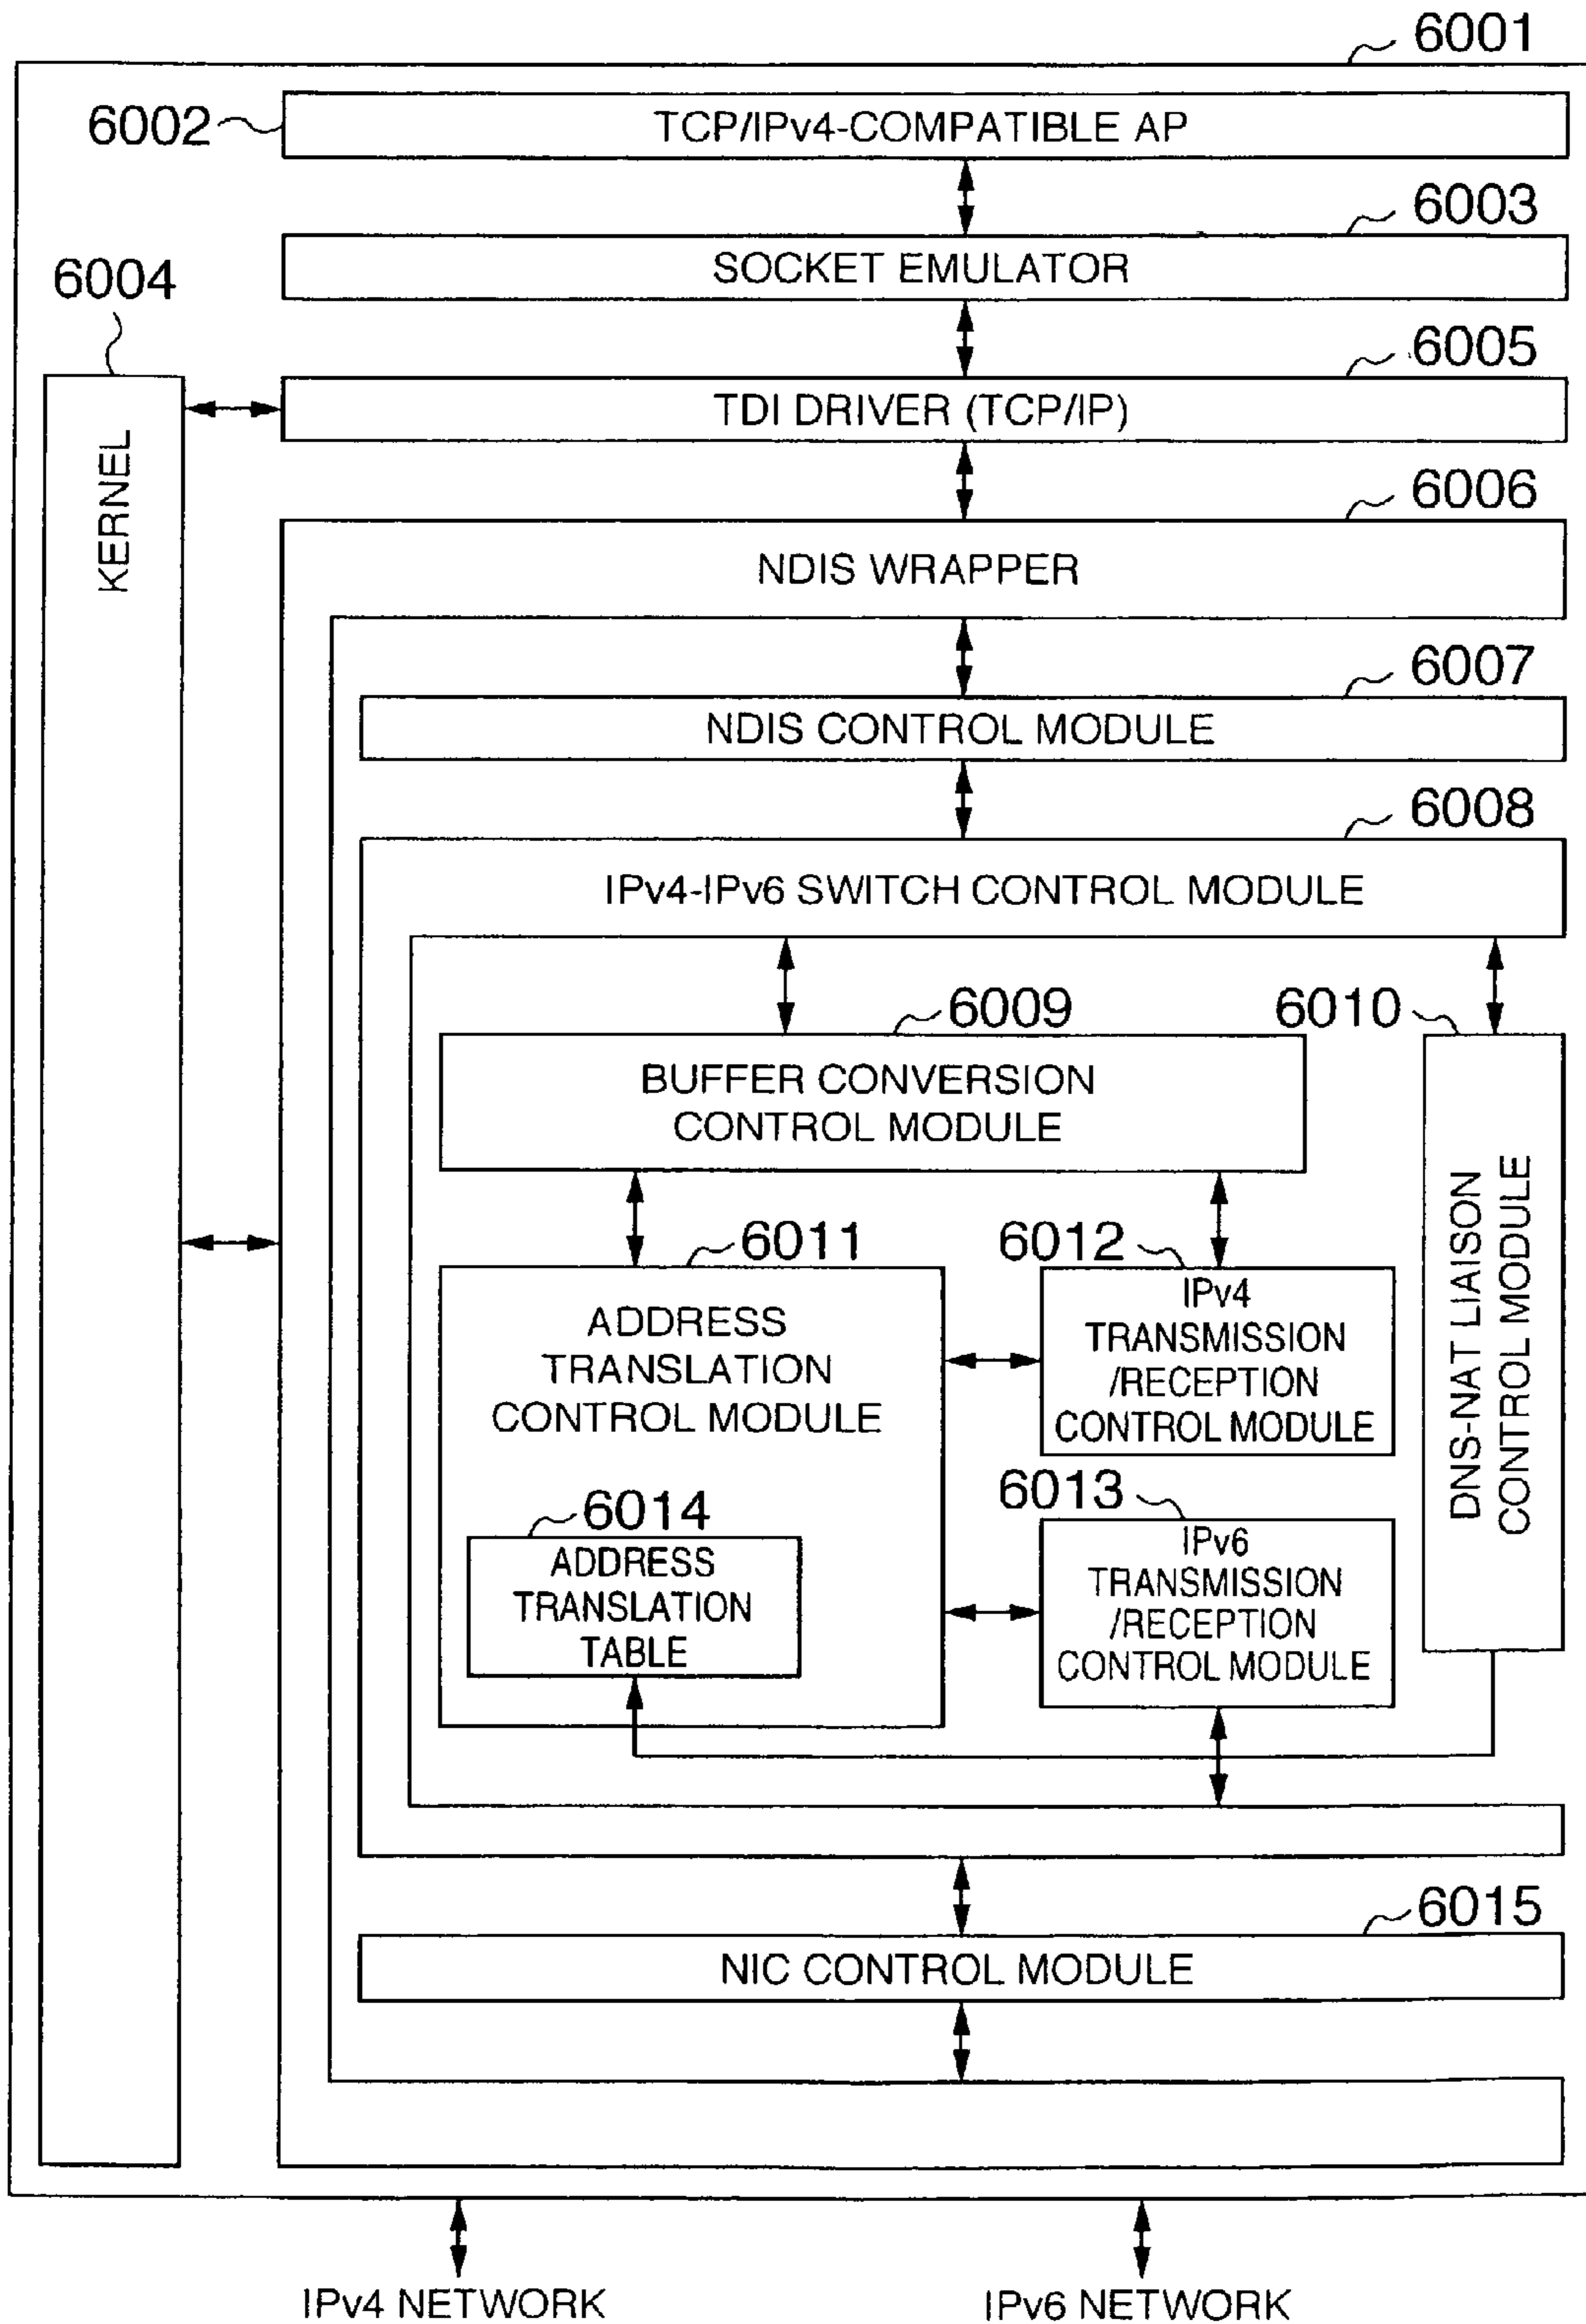 6001
6002
TCP/IPv4-COMPATIBLE AP
6003
SOCKET EMULATOR
6004
6005
TDI DRIVER (TCP/IP)
KERNEL
6006
NDIS WRAPPER
6007
NDIS CONTROL MODULE
6008
IPv4-IPv6 SWITCH CONTROL MODULE
6009
6010
BUFFER CONVERSION
CONTROL MODULE
DNS-NAT LIAISON
CONTROL MODULE
6011
6012
ADDRESS
TRANSLATION
CONTROL MODULE
IPv4
TRANSMISSION
/RECEPTION
CONTROL MODULE
6014
6013
ADDRESS
TRANSLATION
TABLE
IPv6
TRANSMISSION
/RECEPTION
CONTROL MODULE
6015
NIC CONTROL MODULE
IPv4 NETWORK
IPv6 NETWORK